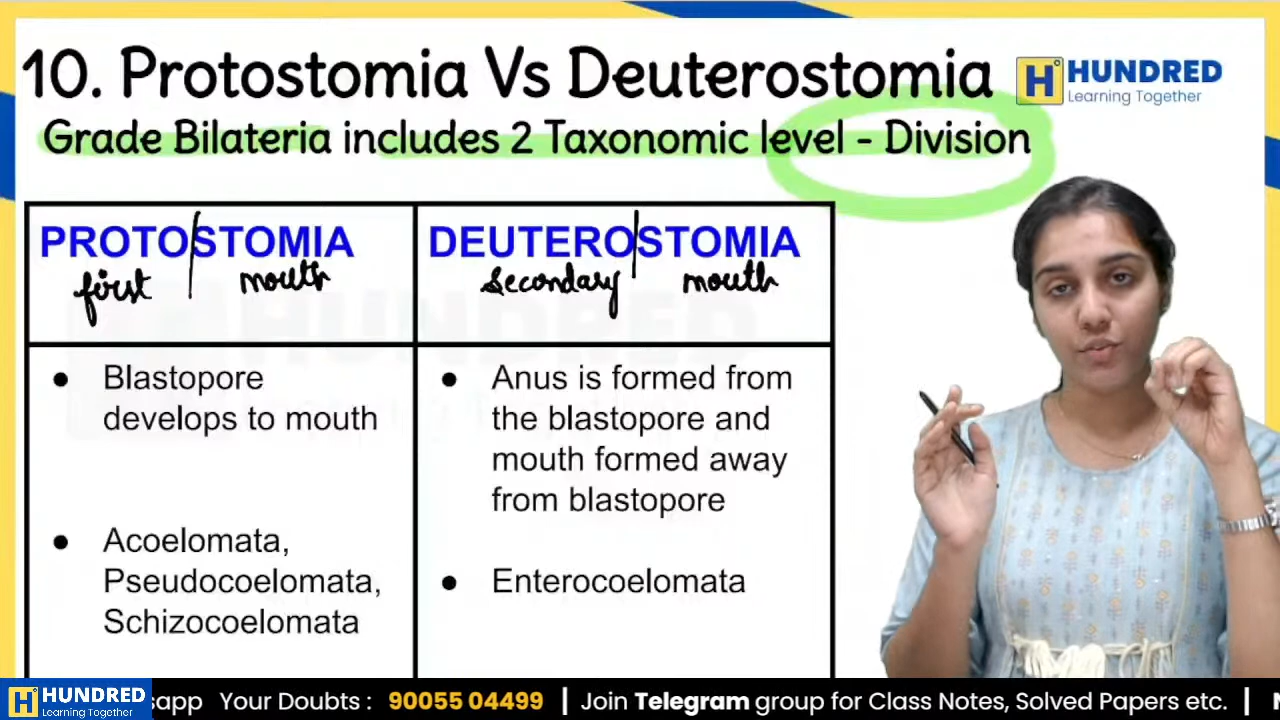 10. Protostomia Vs Deuterostomia
H° HUNDRED
Learning Together
Grade Bilateria includes 2 Taxonomic level - Division
PROTOSTOMIA
first mouth
DEUTEROSTOMIA
secondary mouth
● Blastopore
develops to mouth
● Acoelomata,
Pseudocoelomata,
Schizocoelomata
● Anus is formed from
the blastopore and
mouth formed away
from blastopore
● Enterocoelomata
HUNDRED
H° HUNDRED
Learning Together
sapp Your Doubts : 90055 04499 | Join Telegram group for Class Notes, Solved Papers etc. |